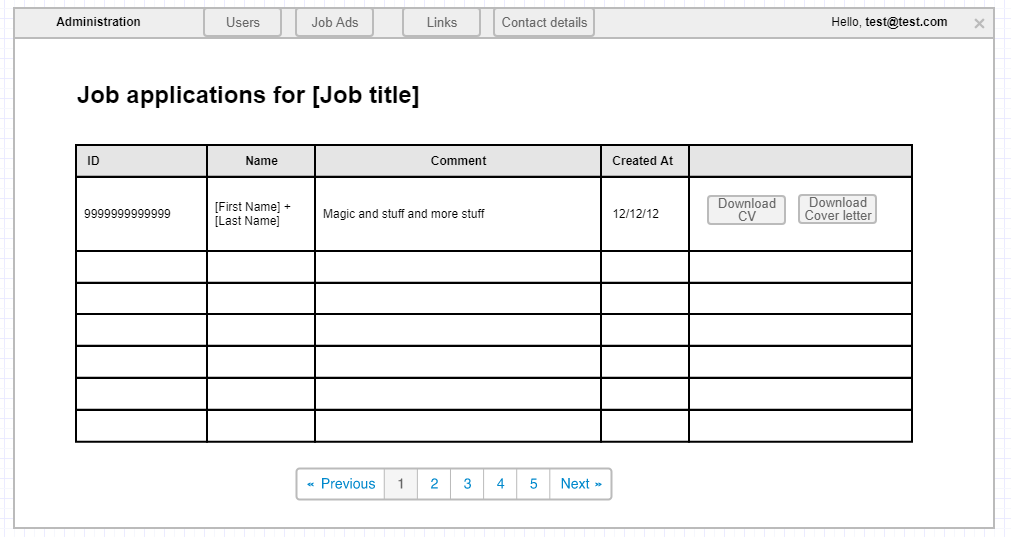 Administration Users Job Ads Links Contact details Hello, test@test.com ×
Job applications for [Job title]
ID Name Comment Created At
9999999999999 [First Name] + [Last Name] Magic and stuff and more stuff 12/12/12 Download CV Download Cover letter
« Previous 1 2 3 4 5 Next »